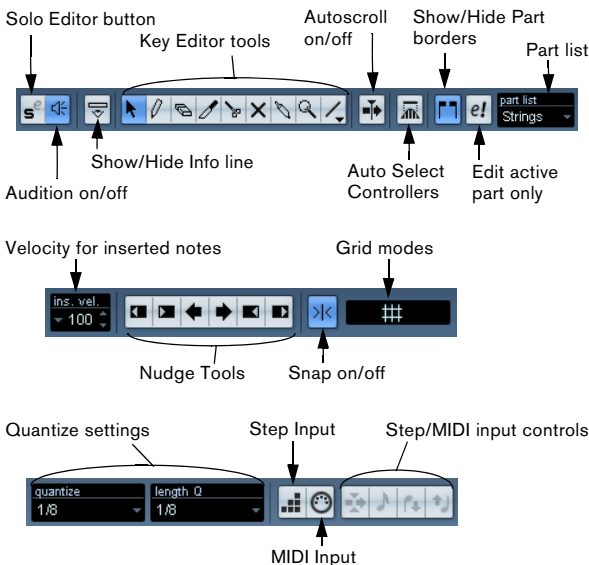 Solo Editor button
Key Editor tools
Autoscroll
on/off
Show/Hide Part
borders
Part list
s e
e!
part list
Strings
Show/Hide Info line
Audition on/off
Auto Select
Controllers
Edit active
part only
Velocity for inserted notes
Grid modes
ins. vel.
100
Nudge Tools
Snap on/off
Quantize settings
Step Input
Step/MIDI input controls
quantize
1/8
length Q
1/8
MIDI Input